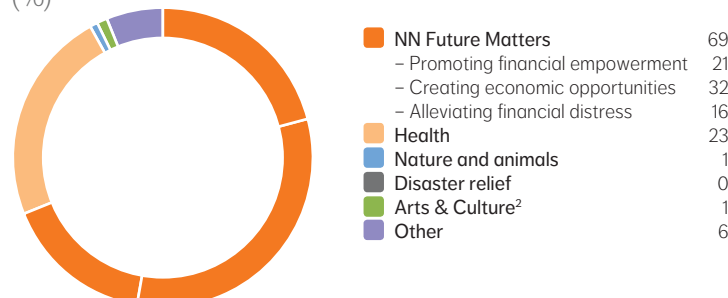 (%)
NN Future Matters 69
– Promoting financial empowerment 21
– Creating economic opportunities 32
– Alleviating financial distress 16
Health 23
Nature and animals 1
Disaster relief 0
Arts & Culture² 1
Other 6